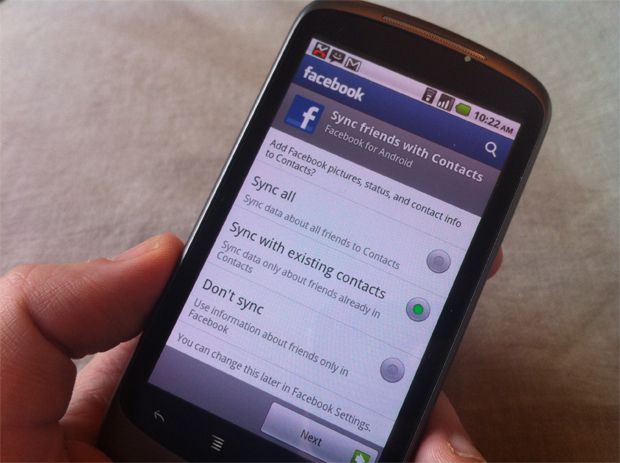 10:22 AM
facebook
Sync friends with Contacts
Facebook for Android
Add Facebook pictures, status, and contact info
to Contacts?
Sync all
Sync data about all friends to Contacts
Sync with existing contacts
Sync data only about friends already in
Contacts
Don't sync
Use information about friends only in
Facebook
You can change this later in Facebook Settings.
Next